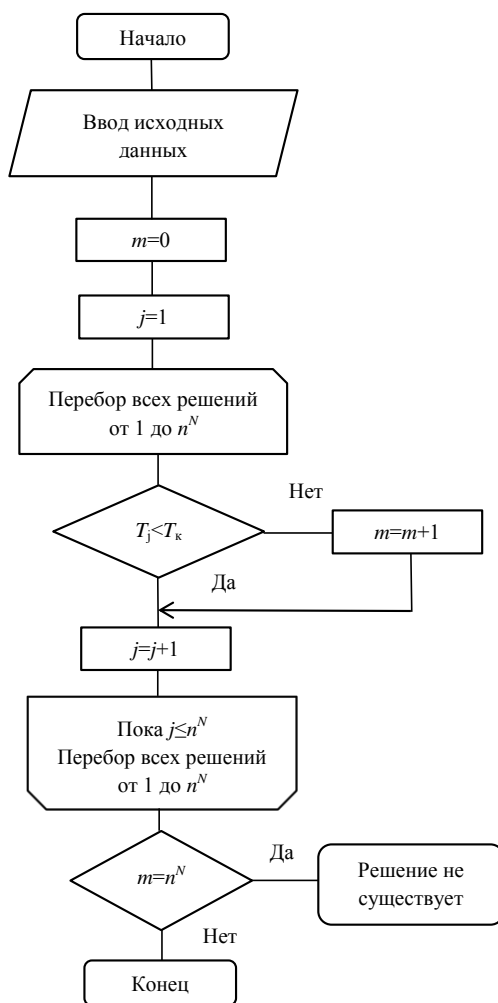 Начало
Ввод исходных
данных
m=0
j=1
Перебор всех решений
от 1 до n^N
Нет
T_j<T_к
m=m+1
Да
j=j+1
Пока j≤n^N
Перебор всех решений
от 1 до n^N
Да
m=n^N
Решение не
существует
Нет
Конец